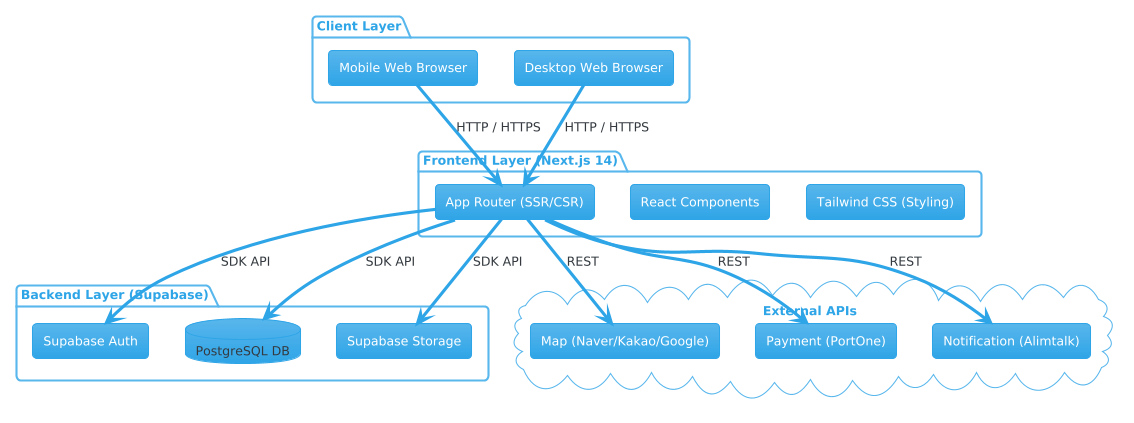 Client Layer
Mobile Web Browser
Desktop Web Browser
HTTP / HTTPS
HTTP / HTTPS
Frontend Layer (Next.js 14)
App Router (SSR/CSR)
React Components
Tailwind CSS (Styling)
SDK API
SDK API
SDK API
REST
REST
REST
Backend Layer (Supabase)
Supabase Auth
PostgreSQL DB
Supabase Storage
External APIs
Map (Naver/Kakao/Google)
Payment (PortOne)
Notification (Alimtalk)